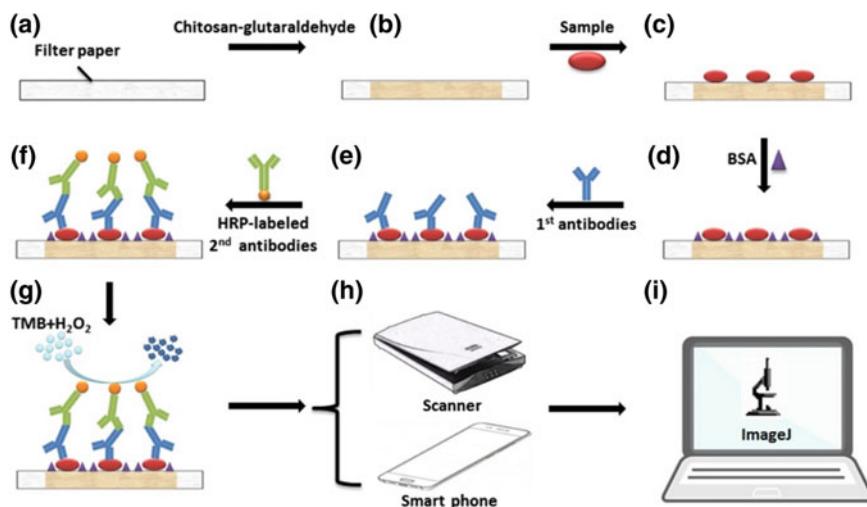 (a)
Chitosan-glutaraldehyde
(b)
Sample
(c)
Filter paper
(f)
(e)
BSA
(d)
HRP-labeled
2nd antibodies
1st antibodies
(g)
TMB+H₂O₂
(h)
Scanner
Smart phone
(i)
ImageJ